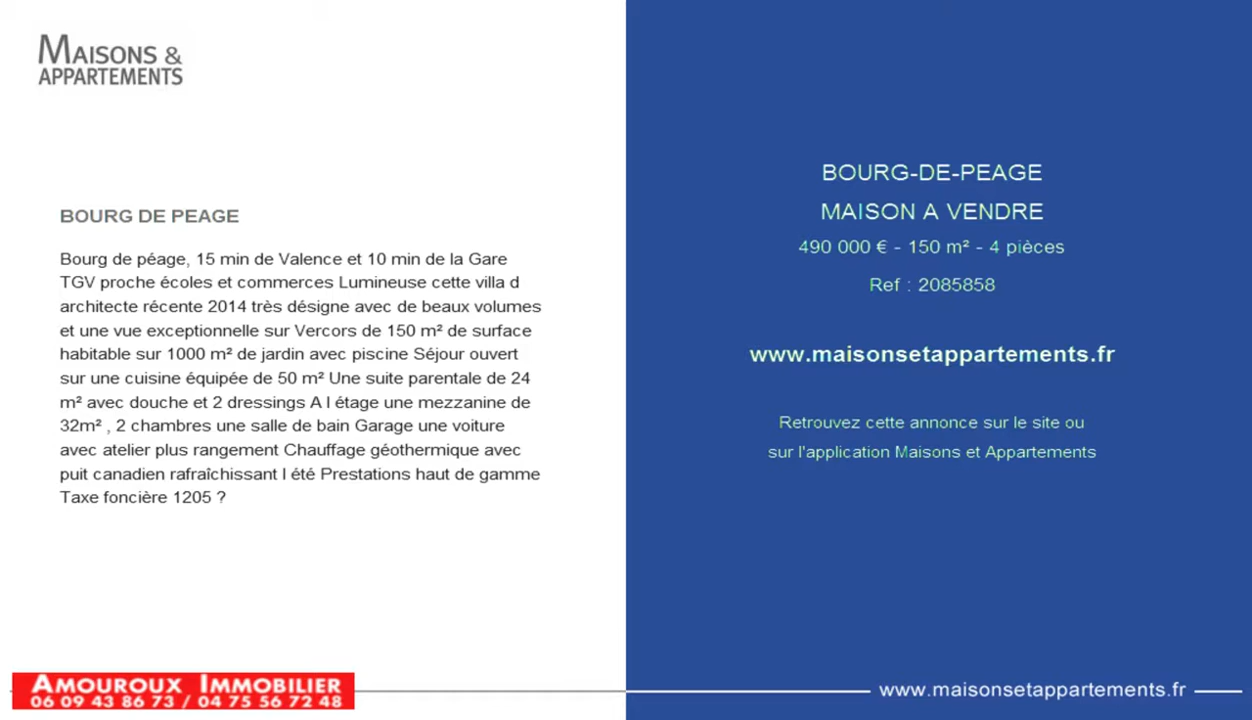 MAISONS &
APPARTEMENTS
BOURG DE PEAGE
Bourg de péage, 15 min de Valence et 10 min de la Gare
TGV proche écoles et commerces Lumineuse cette villa d
architecte récente 2014 très désigne avec de beaux volumes
et une vue exceptionnelle sur Vercors de 150 m² de surface
habitable sur 1000 m² de jardin avec piscine Séjour ouvert
sur une cuisine équipée de 50 m² Une suite parentale de 24
m² avec douche et 2 dressings A l étage une mezzanine de
32m² , 2 chambres une salle de bain Garage une voiture
avec atelier plus rangement Chauffage géothermique avec
puit canadien rafraîchissant l été Prestations haut de gamme
Taxe foncière 1205 ?
AMOUROUX IMMOBILIER
06 09 43 86 73 / 04 75 56 72 48
BOURG-DE-PEAGE
MAISON A VENDRE
490 000 € - 150 m² - 4 pièces
Ref : 2085858
www.maisonsetappartements.fr
Retrouvez cette annonce sur le site ou
sur l'application Maisons et Appartements
www.maisonsetappartements.fr